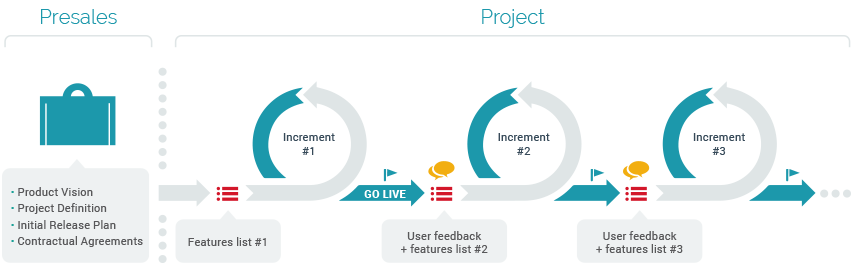 Presales
Project
Increment
#1
Increment
#2
Increment
#3
GO LIVE
• Product Vision
• Project Definition
• Initial Release Plan
• Contractual Agreements
Features list #1
User feedback
+ features list #2
User feedback
+ features list #3